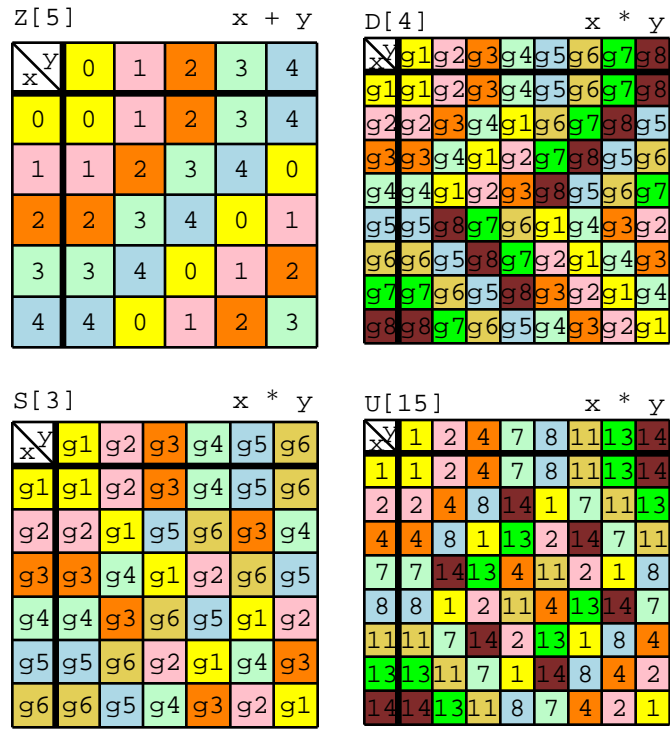 Z[5] x + y
x y 0 1 2 3 4
0 0 1 2 3 4
1 1 2 3 4 0
2 2 3 4 0 1
3 3 4 0 1 2
4 4 0 1 2 3
D[4] x * y
x y g1 g2 g3 g4 g5 g6 g7 g8
g1 g1 g2 g3 g4 g5 g6 g7 g8
g2 g2 g3 g4 g1 g6 g7 g8 g5
g3 g3 g4 g1 g2 g7 g8 g5 g6
g4 g4 g1 g2 g3 g8 g5 g6 g7
g5 g5 g8 g7 g6 g1 g4 g3 g2
g6 g6 g5 g8 g7 g2 g1 g4 g3
g7 g7 g6 g5 g8 g3 g2 g1 g4
g8 g8 g7 g6 g5 g4 g3 g2 g1
S[3] x * y
x y g1 g2 g3 g4 g5 g6
g1 g1 g2 g3 g4 g5 g6
g2 g2 g1 g5 g6 g3 g4
g3 g3 g4 g1 g2 g6 g5
g4 g4 g3 g6 g5 g1 g2
g5 g5 g6 g2 g1 g4 g3
g6 g6 g5 g4 g3 g2 g1
U[15] x * y
x y 1 2 4 7 8 11 13 14
1 1 2 4 7 8 11 13 14
2 2 4 8 14 1 7 11 13
4 4 8 1 13 2 14 7 11
7 7 14 13 4 11 2 1 8
8 8 1 2 11 4 13 14 7
11 11 7 14 2 13 1 8 4
13 13 11 7 1 14 8 4 2
14 14 13 11 8 7 4 2 1